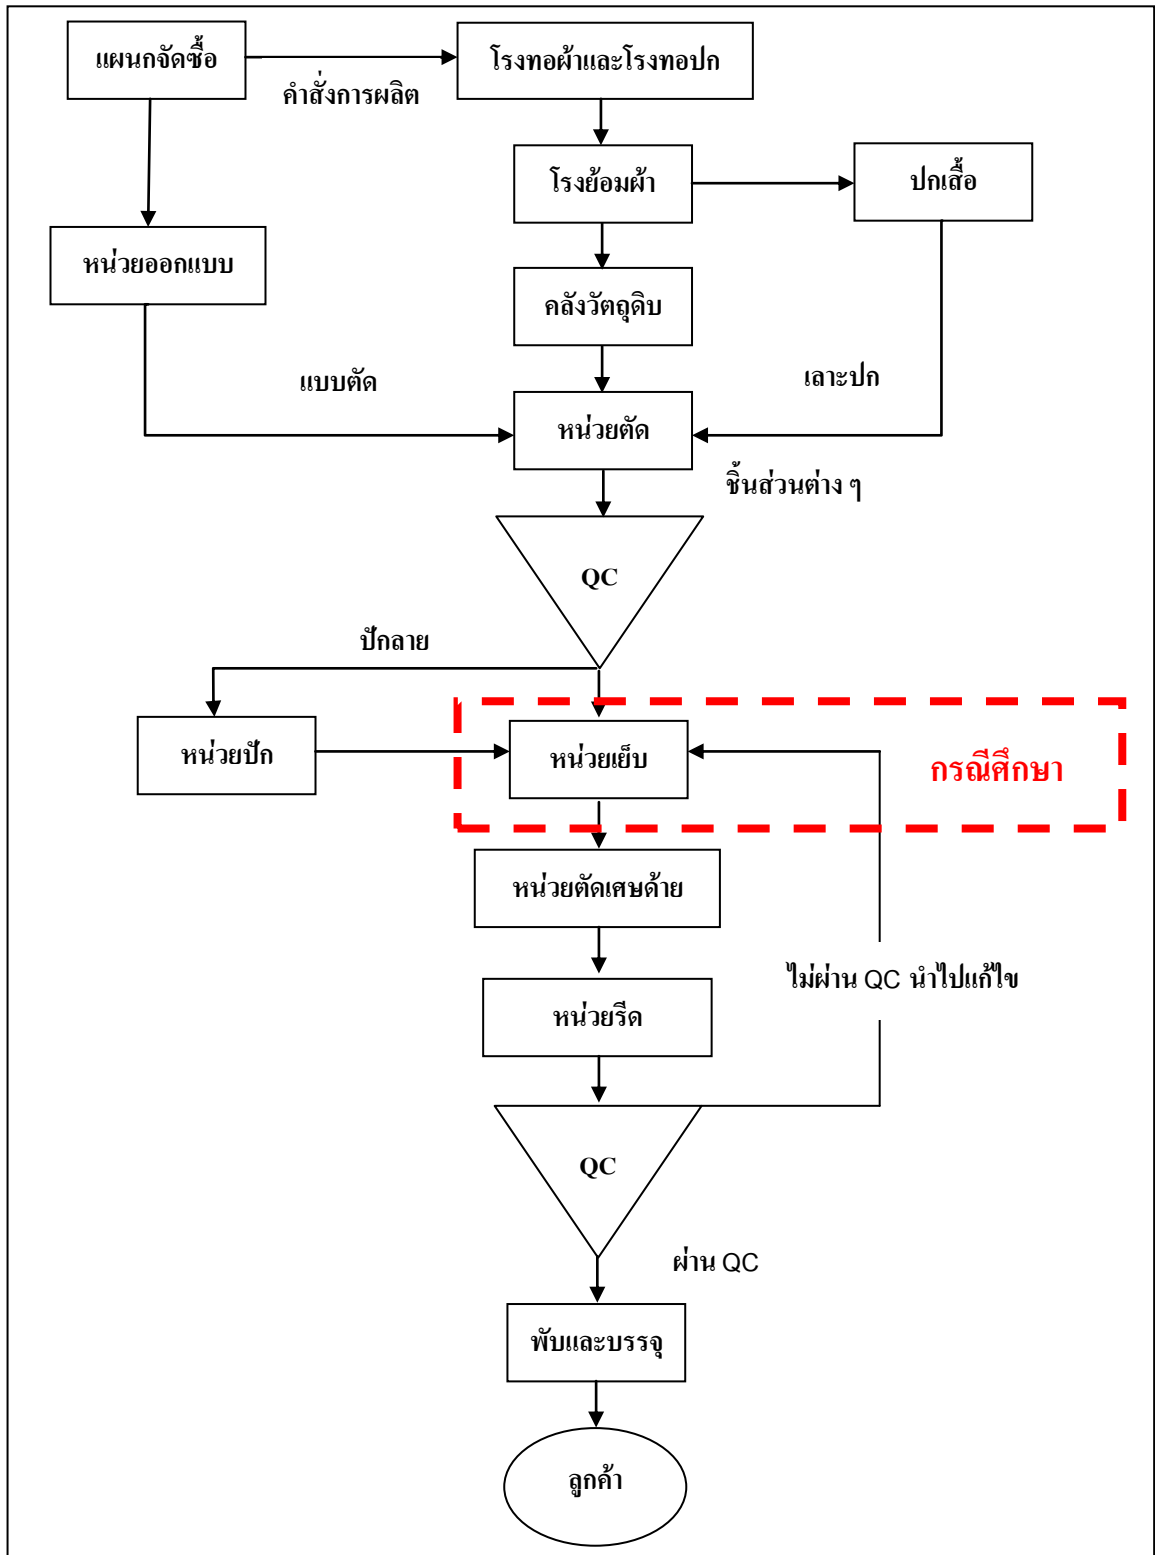 แผนกจัดซื้อ
โรงทอผ้าและโรงทอปก
คำสั่งการผลิต
โรงย้อมผ้า
ปกเสื้อ
หน่วยออกแบบ
คลังวัตถุดิบ
แบบตัด
เลาะปก
หน่วยตัด
ชิ้นส่วนต่าง ๆ
QC
ปักลาย
หน่วยปัก
หน่วยเย็บ
กรณีศึกษา
หน่วยตัดเศษด้าย
ไม่ผ่าน QC นำไปแก้ไข
หน่วยรีด
QC
ผ่าน QC
พับและบรรจุ
ลูกค้า